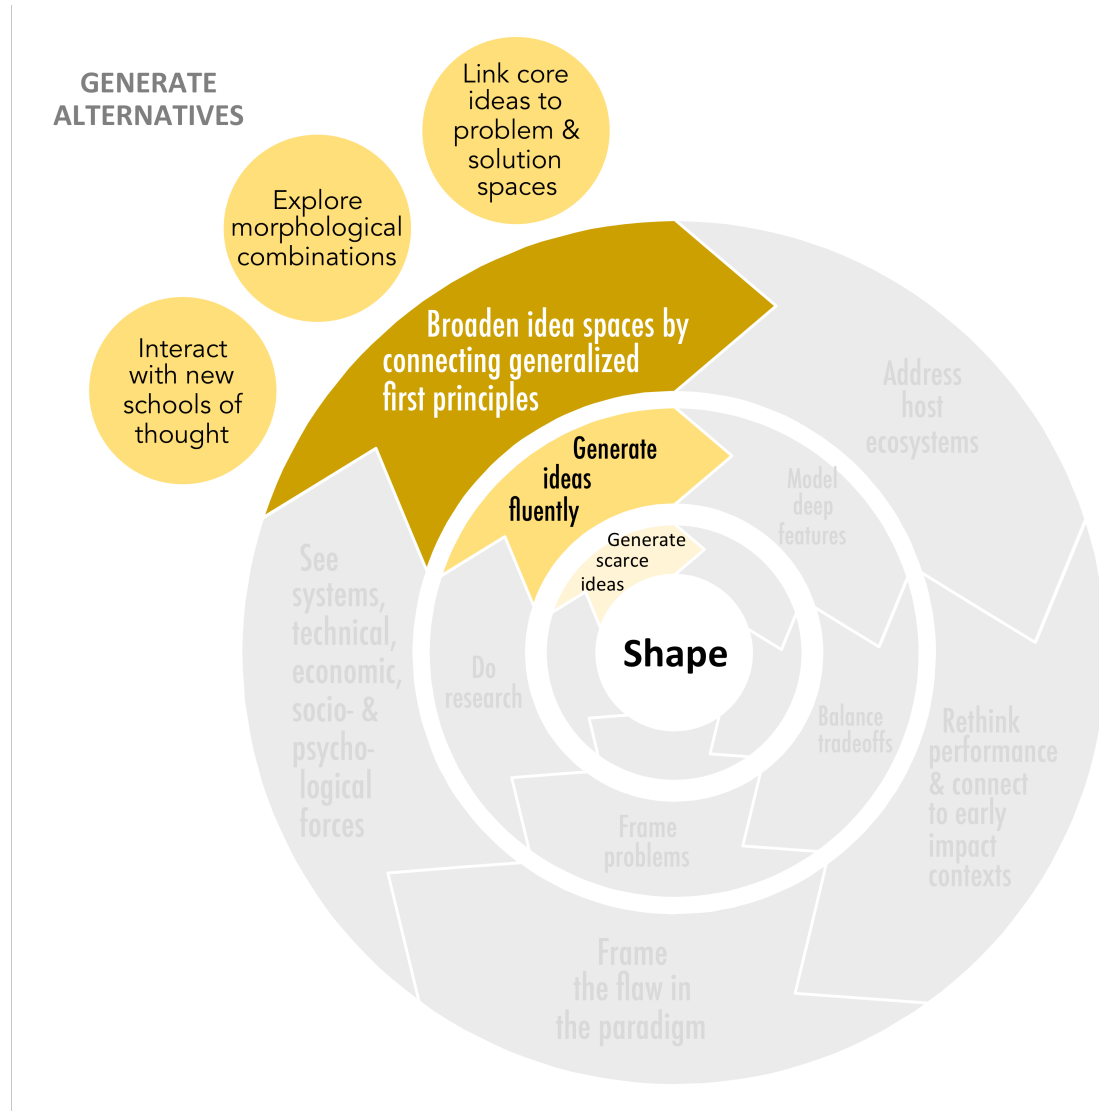 GENERATE
ALTERNATIVES
Link core
ideas to
problem &
solution
spaces
Explore
morphological
combinations
Interact
with new
schools of
thought
Broaden idea spaces by
connecting generalized
first principles
Generate
ideas
fluently
Generate
scarce
ideas
Shape
Address
host
ecosystems
Model
deep
features
See
systems,
technical,
economic,
socio- &
psycho-
logical
forces
Do
research
Balance
tradeoffs
Rethink
performance
& connect
to early
impact
contexts
Frame
problems
Frame
the flaw in
the paradigm